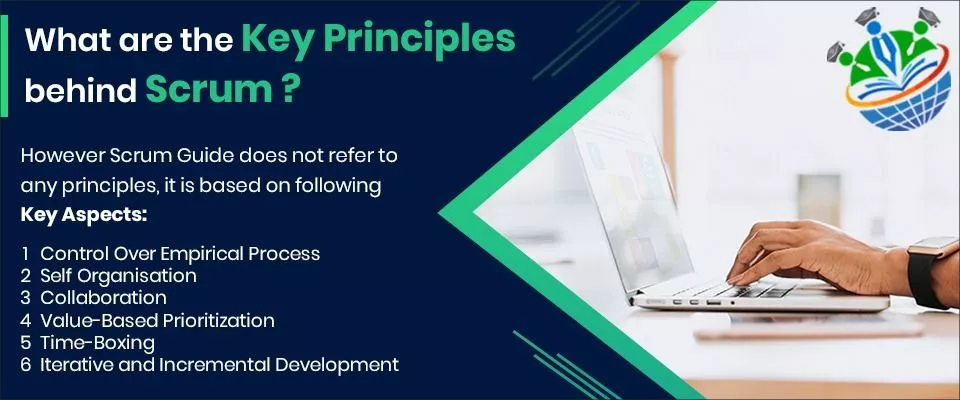 What are the Key Principles
behind Scrum ?
However Scrum Guide does not refer to
any principles, it is based on following
Key Aspects:
1 Control Over Empirical Process
2 Self Organisation
3 Collaboration
4 Value-Based Prioritization
5 Time-Boxing
6 Iterative and Incremental Development